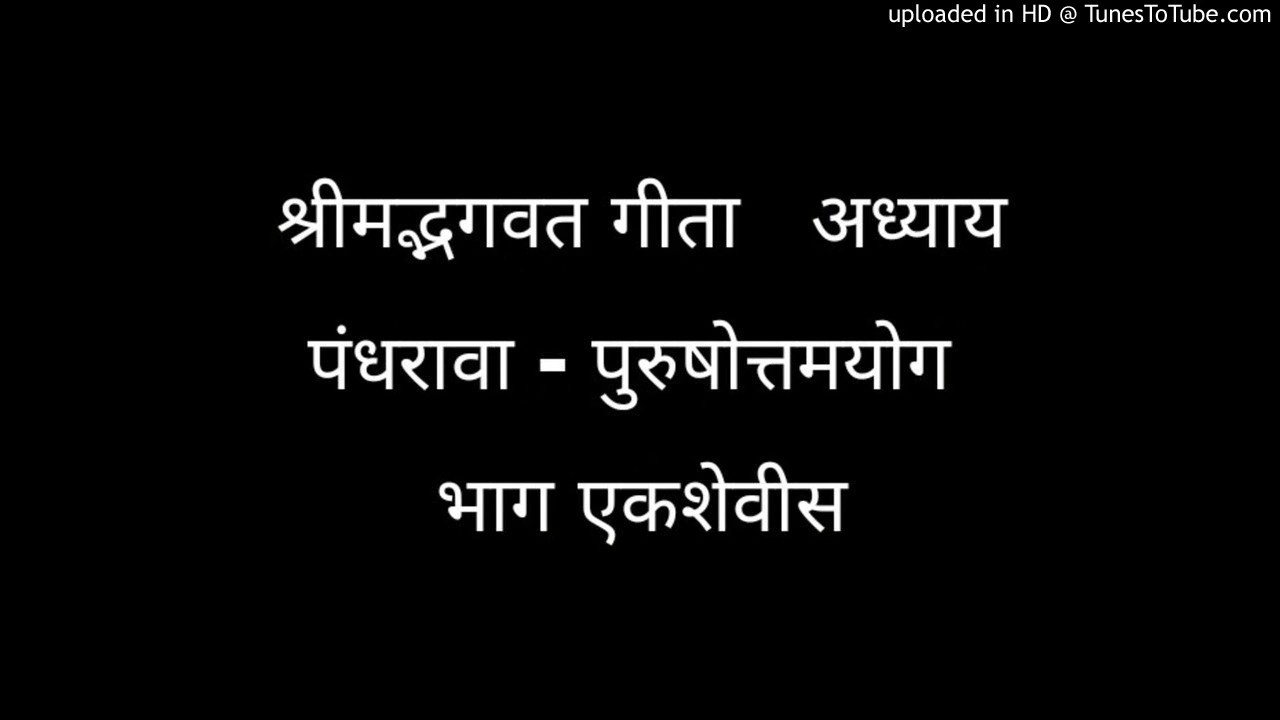 uploaded in HD @ TunesToTube.com
श्रीमद्भगवत गीता अध्याय
पंधरावा - पुरुषोत्तमयोग
भाग एकशेवीस